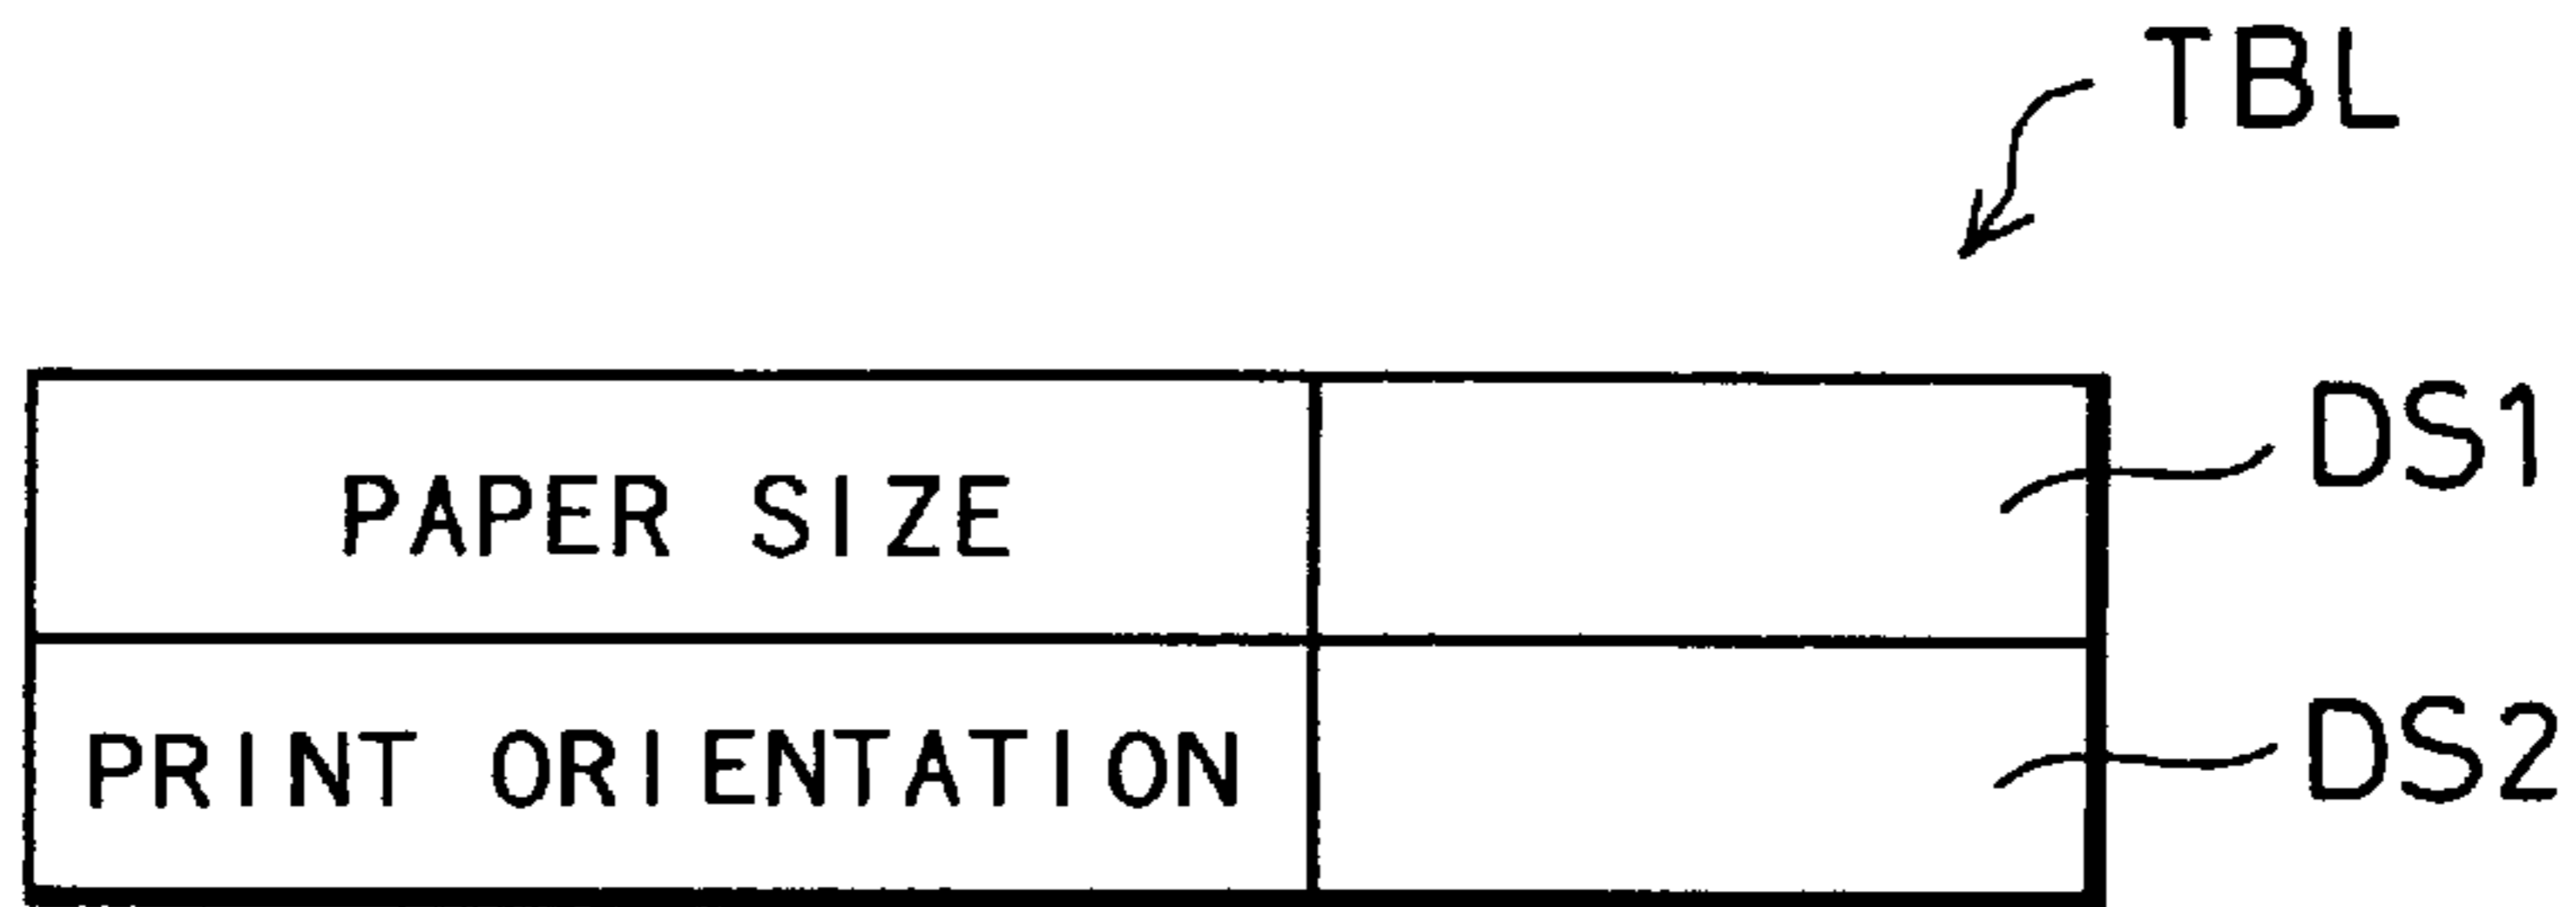 TBL
PAPER SIZE
DS1
PRINT ORIENTATION
DS2